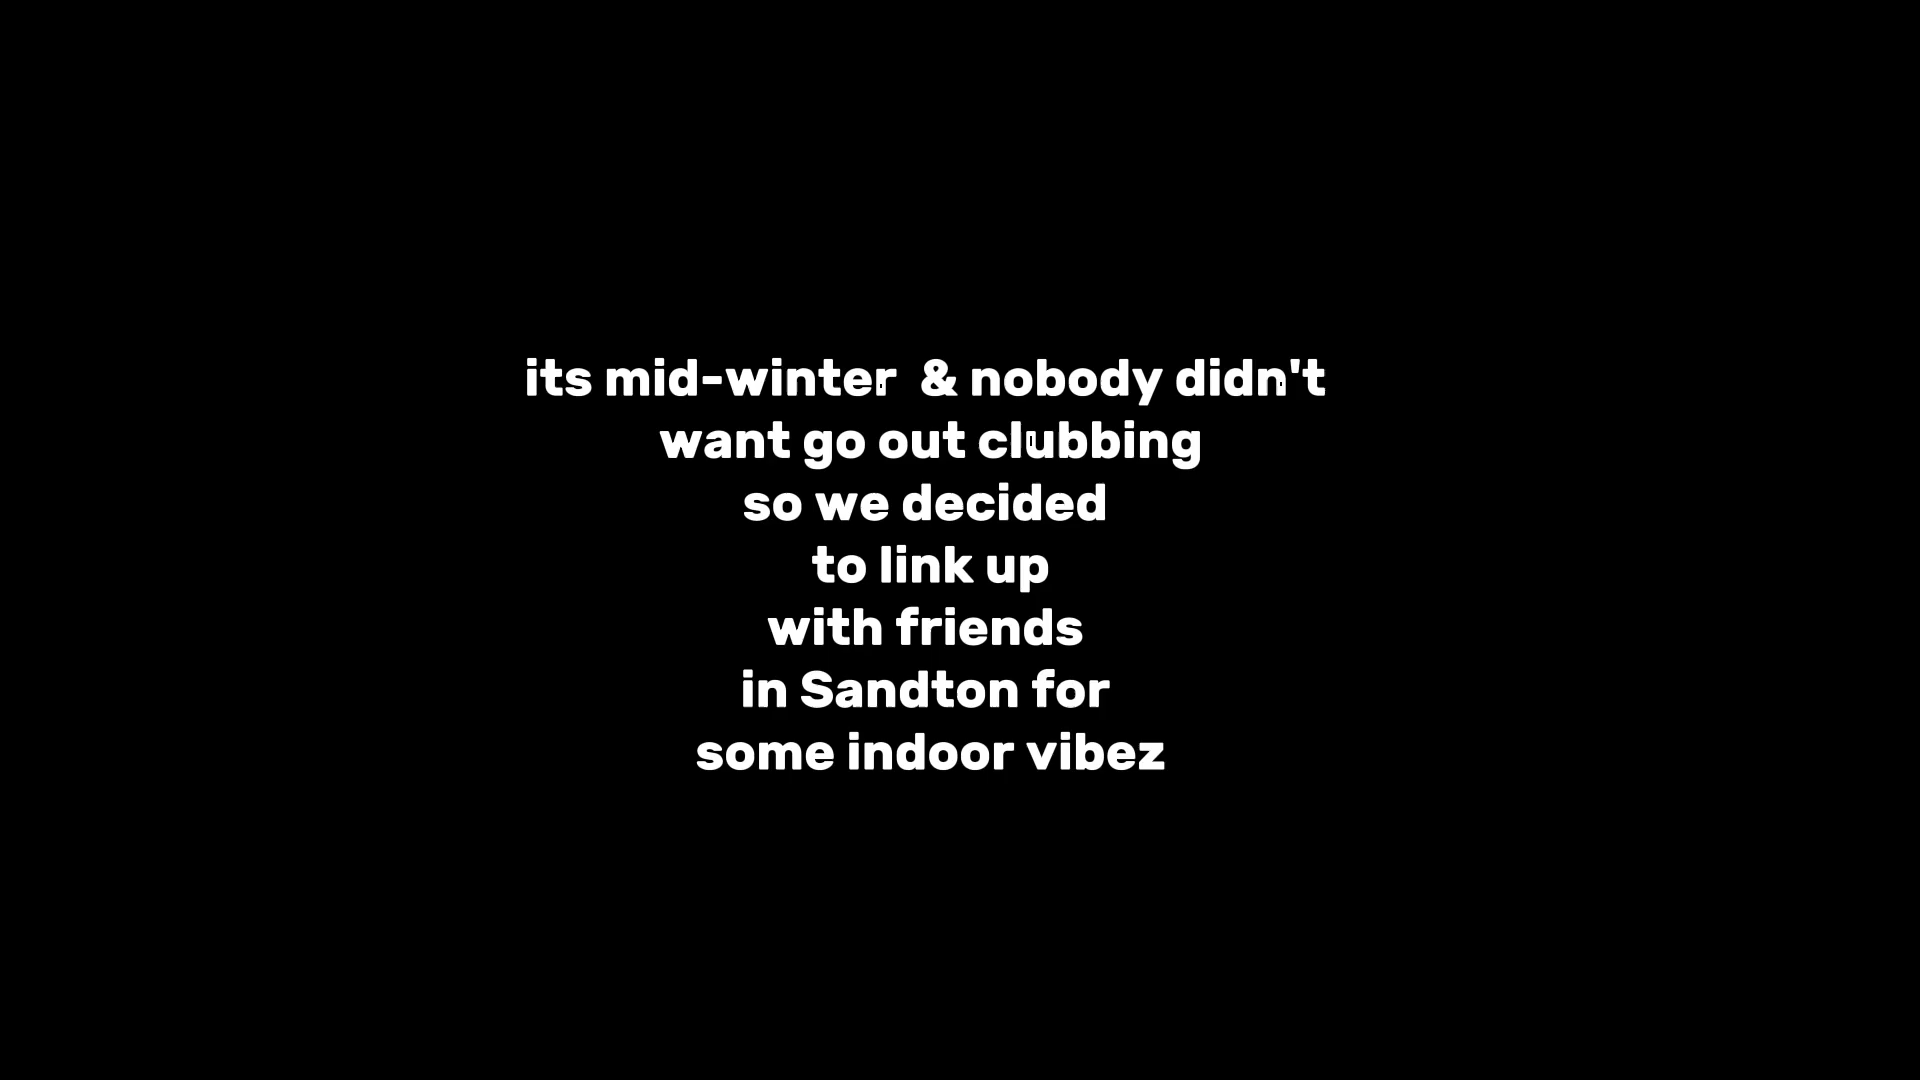 its mid-winter  & nobody didn't
want go out clubbing
so we decided
to link up
with friends
in Sandton for
some indoor vibez